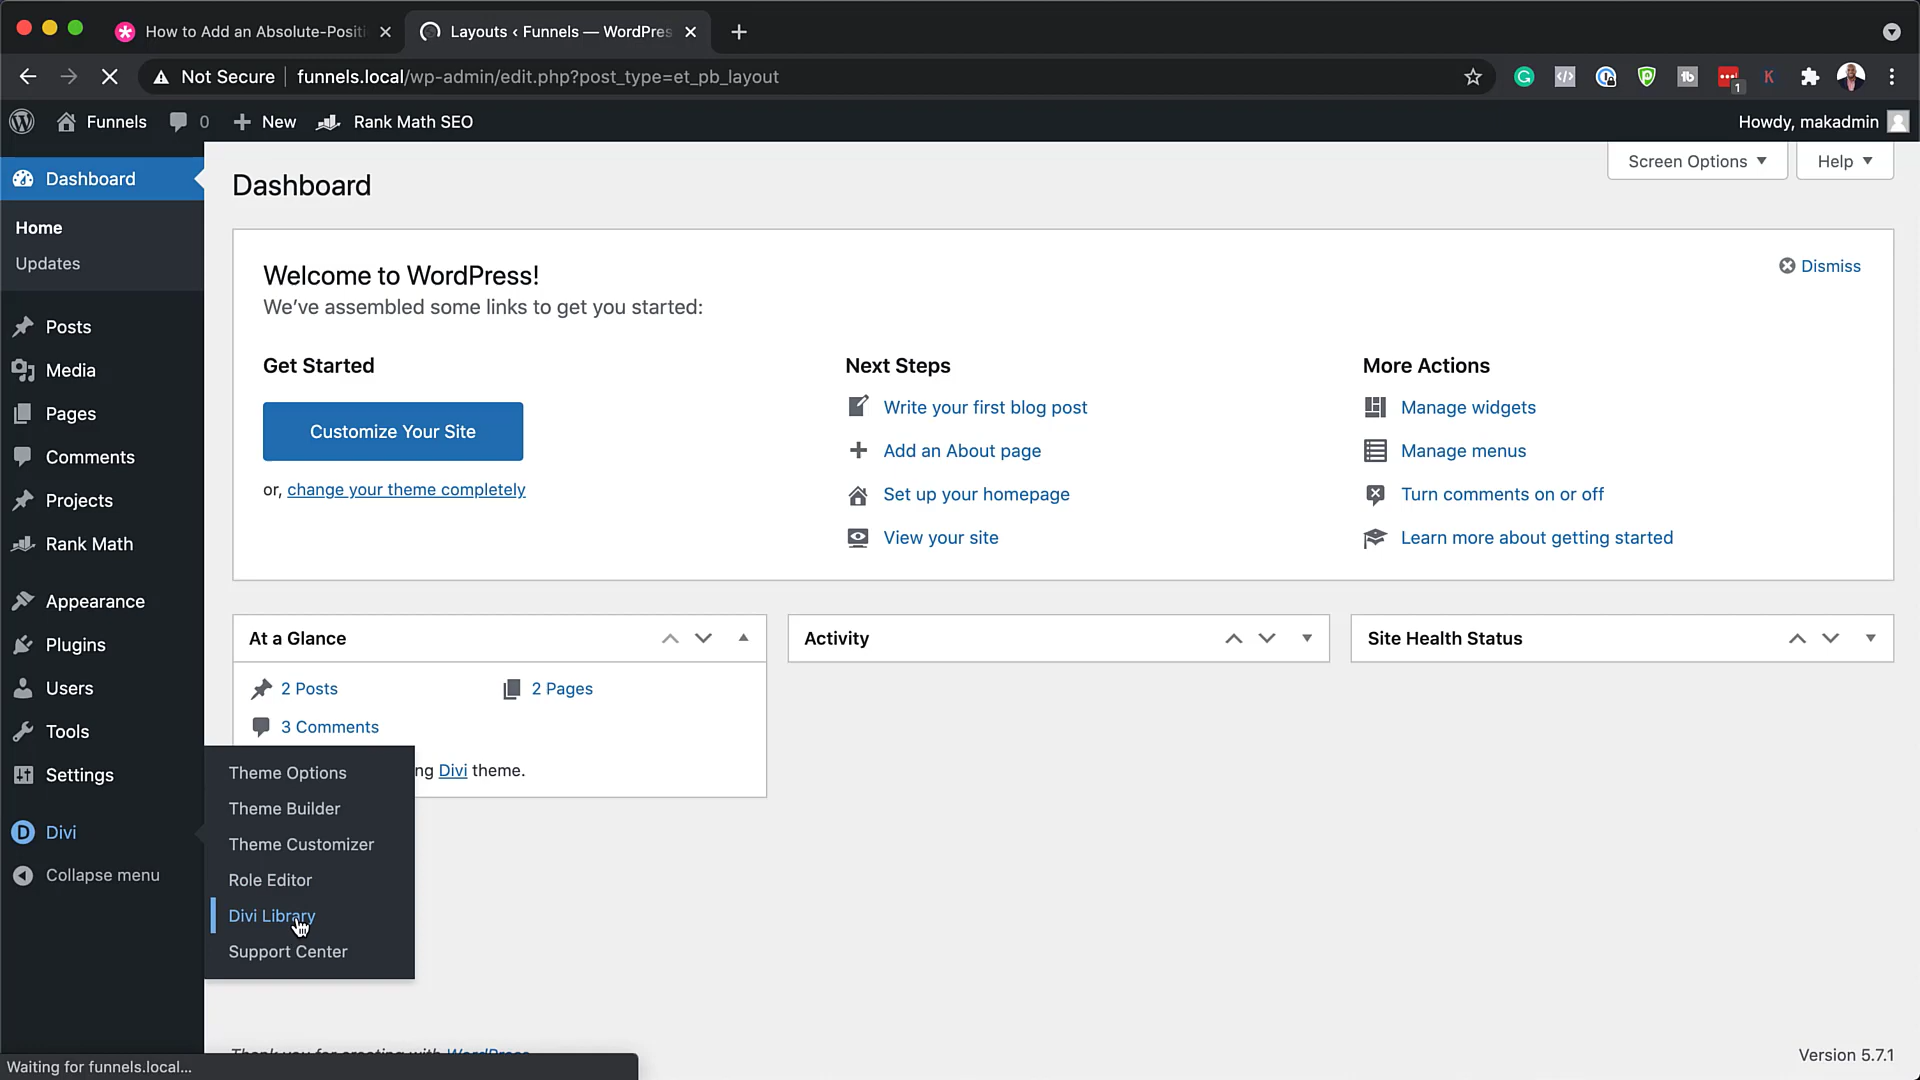 How to Add an Absolute-Positi
Layouts ‹ Funnels — WordPres
Not Secure
funnels.local/wp-admin/edit.php?post_type=et_pb_layout
1
Funnels
0
New
Rank Math SEO
Howdy, makadmin
Dashboard
Home
Updates
Posts
Media
Pages
Comments
Projects
Rank Math
Appearance
Plugins
Users
Tools
Settings
Divi
Collapse menu
Theme Options
Theme Builder
Theme Customizer
Role Editor
Divi Library
Support Center
Dashboard
Screen Options
Help
Welcome to WordPress!
We've assembled some links to get you started:
Dismiss
Get Started
Customize Your Site
or, change your theme completely
Next Steps
Write your first blog post
Add an About page
Set up your homepage
View your site
More Actions
Manage widgets
Manage menus
Turn comments on or off
Learn more about getting started
At a Glance
2 Posts
2 Pages
3 Comments
ng Divi theme.
Activity
Site Health Status
Thank you for creating with WordPress
Version 5.7.1
Waiting for funnels.local...